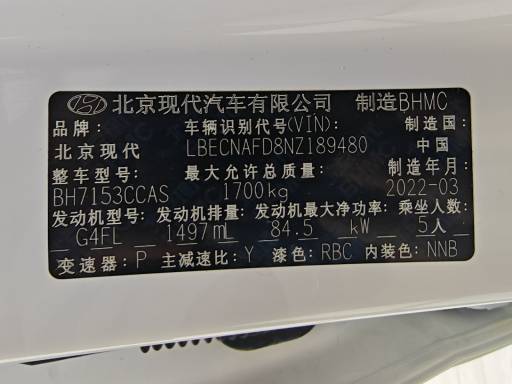 北京现代汽车有限公司 制造BHMC
品牌: 车辆识别代号(VIN): 制造国:
北京现代 LBECNAFD8NZ189480 中国
整车型号: 最大允许总质量: 制造年月:
BH7153CCAS 1700kg 2022-03
发动机型号: 发动机排量: 发动机最大净功率: 乘坐人数:
G4FL 1497mL 84.5 kW 5人
变速器: P 主减速比: Y 漆色: RBC 内装色: NNB